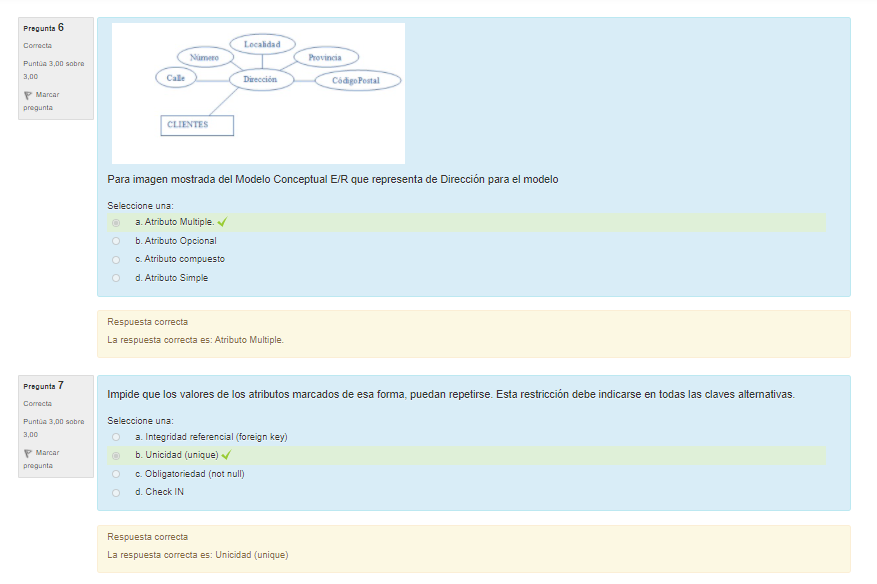 Pregunta 6
Correcta
Puntúa 3,00 sobre
3,00
Marcar
pregunta
Localidad
Número
Provincia
Calle
Dirección
CódigoPostal
CLIENTES
Para imagen mostrada del Modelo Conceptual E/R que representa de Dirección para el modelo
Seleccione una:
a. Atributo Multiple.
b. Atributo Opcional
c. Atributo compuesto
d. Atributo Simple
Respuesta correcta
La respuesta correcta es: Atributo Multiple.
Pregunta 7
Correcta
Puntúa 3,00 sobre
3,00
Marcar
pregunta
Impide que los valores de los atributos marcados de esa forma, puedan repetirse. Esta restricción debe indicarse en todas las claves alternativas.
Seleccione una:
a. Integridad referencial (foreign key)
b. Unicidad (unique)
c. Obligatoriedad (not null)
d. Check IN
Respuesta correcta
La respuesta correcta es: Unicidad (unique)